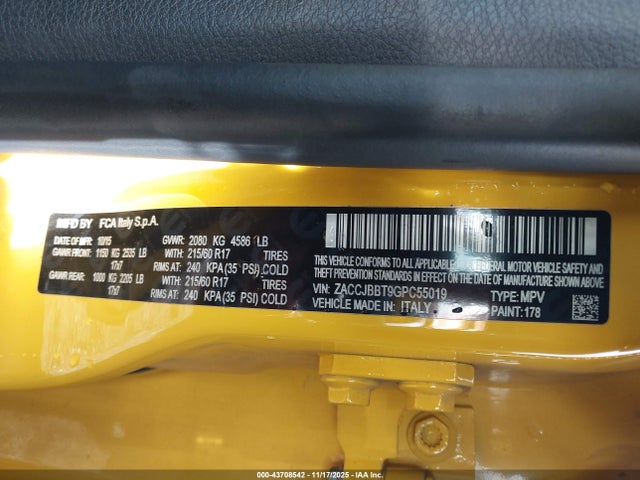 MFD BY FCA Italy S.p.A.
DATE OF MFR: 10/15 GVWR: 2080 KG 4586 LB
GAWR FRONT: 1150 KG 2535 LB WITH 215/60 R17 TIRES
17x7 RIMS AT: 240 KPA (35 PSI) COLD
GAWR REAR: 1000 KG 2205 LB WITH: 215/60 R17 TIRES
17x7 RIMS AT: 240 KPA (35 PSI) COLD
THIS VEHICLE CONFORMS TO ALL APPLICABLE U.S. FEDERAL MOTOR VEHICLE SAFETY,
BUMPER, AND THEFT PREVENTION STANDARDS IN EFFECT ON THE DATE OF MANUFACTURE SHOWN ABOVE.
VIN: ZACCJBBT9GPC55019 TYPE: MPV
VEHICLE MADE IN: ITALY PAINT: 178
000-43708542 - 11/17/2025 - IAA Inc.